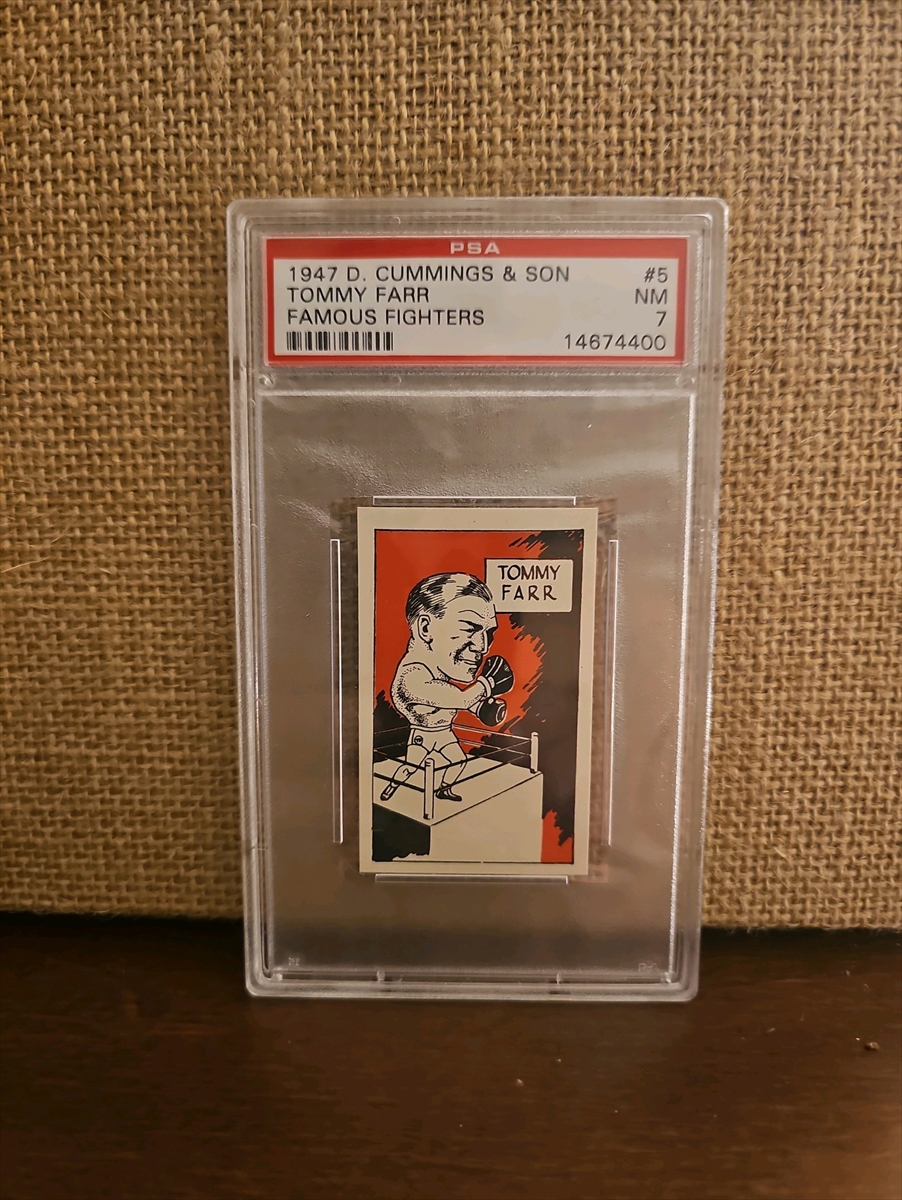 PSA
1947 D. CUMMINGS & SON #5
TOMMY FARR NM
FAMOUS FIGHTERS 7
14674400
TOMMY
FARR